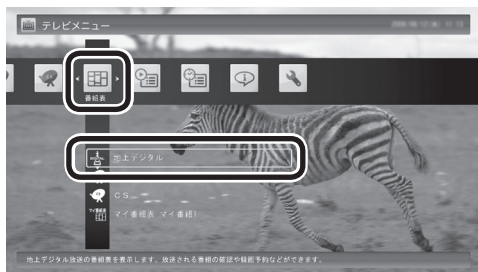 テレビメニュー
番組表
地上デジタル
CS
マイ番組表 マイ番組1
地上デジタル放送の番組表を表示します。放送される番組の確認や録画予約などができます。